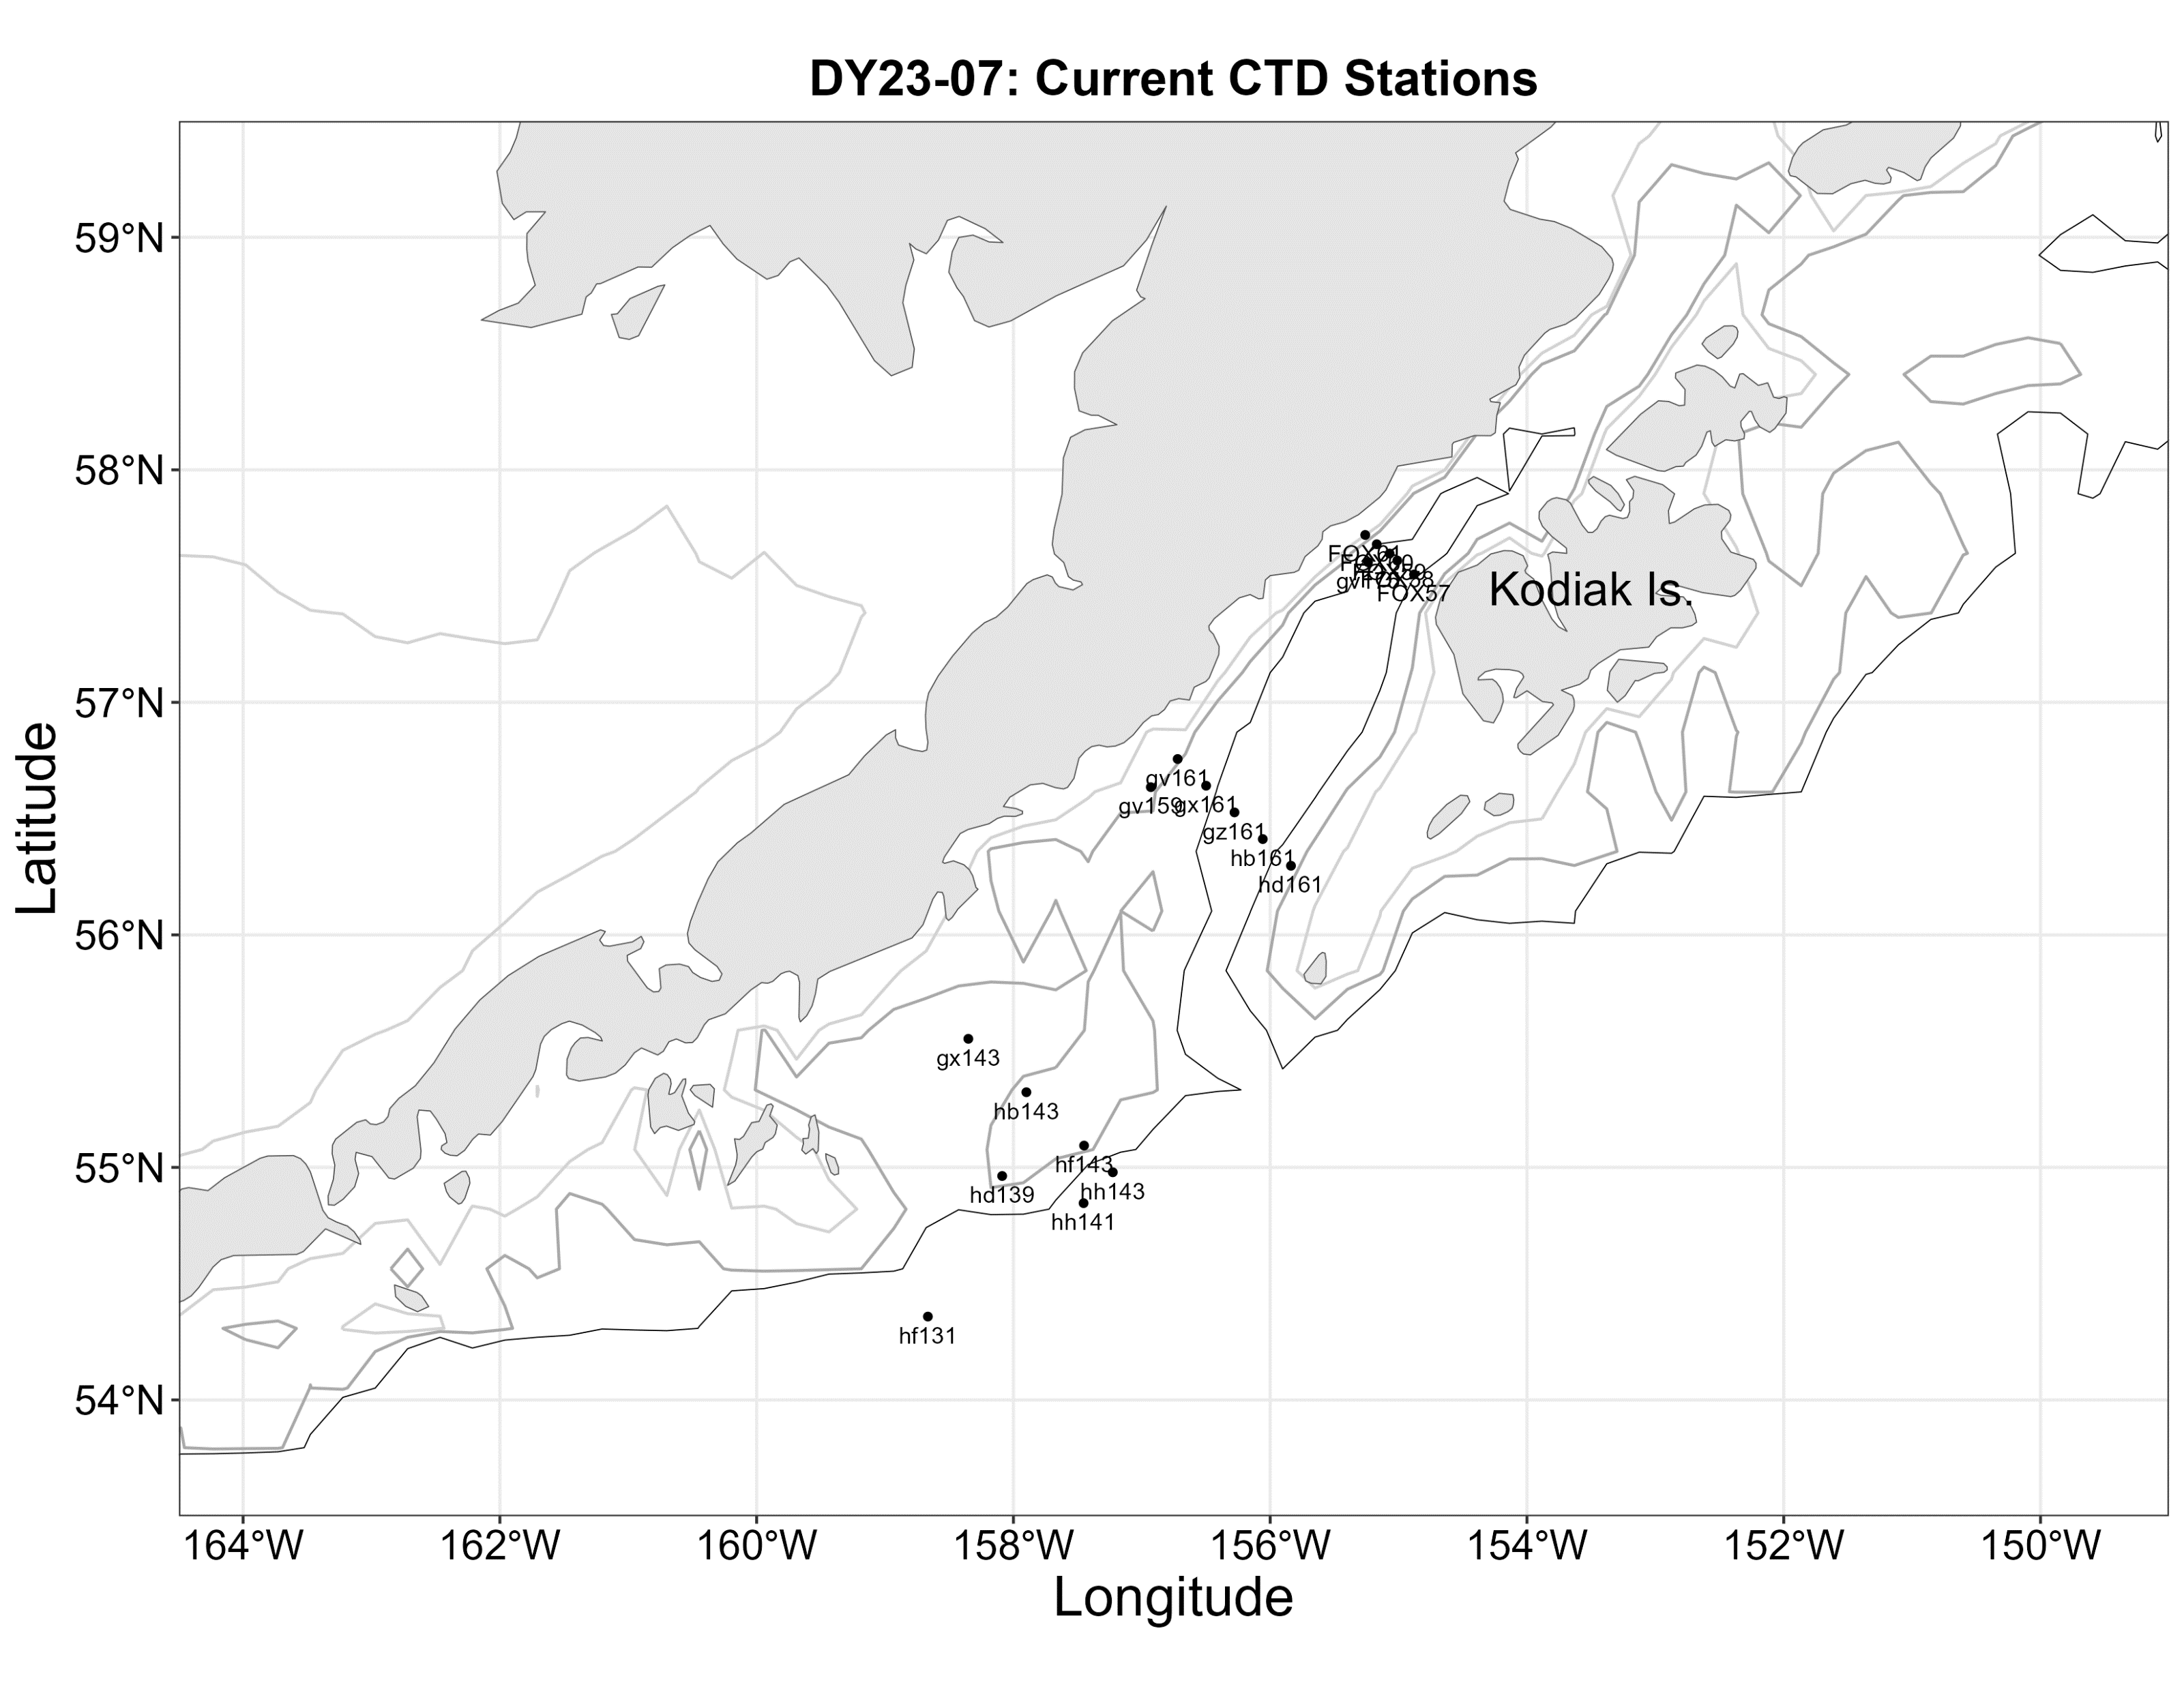 DY23-07: Current CTD Stations
59°N
58°N
57°N
56°N
55°N
54°N
Latitude
FOX61
FOX57
Kodiak Is.
gv161
gv159
gx161
gz161
hb161
hd161
gx143
hb143
hf143
hd139
hh143
hh141
hf131
164°W
162°W
160°W
158°W
156°W
154°W
152°W
150°W
Longitude